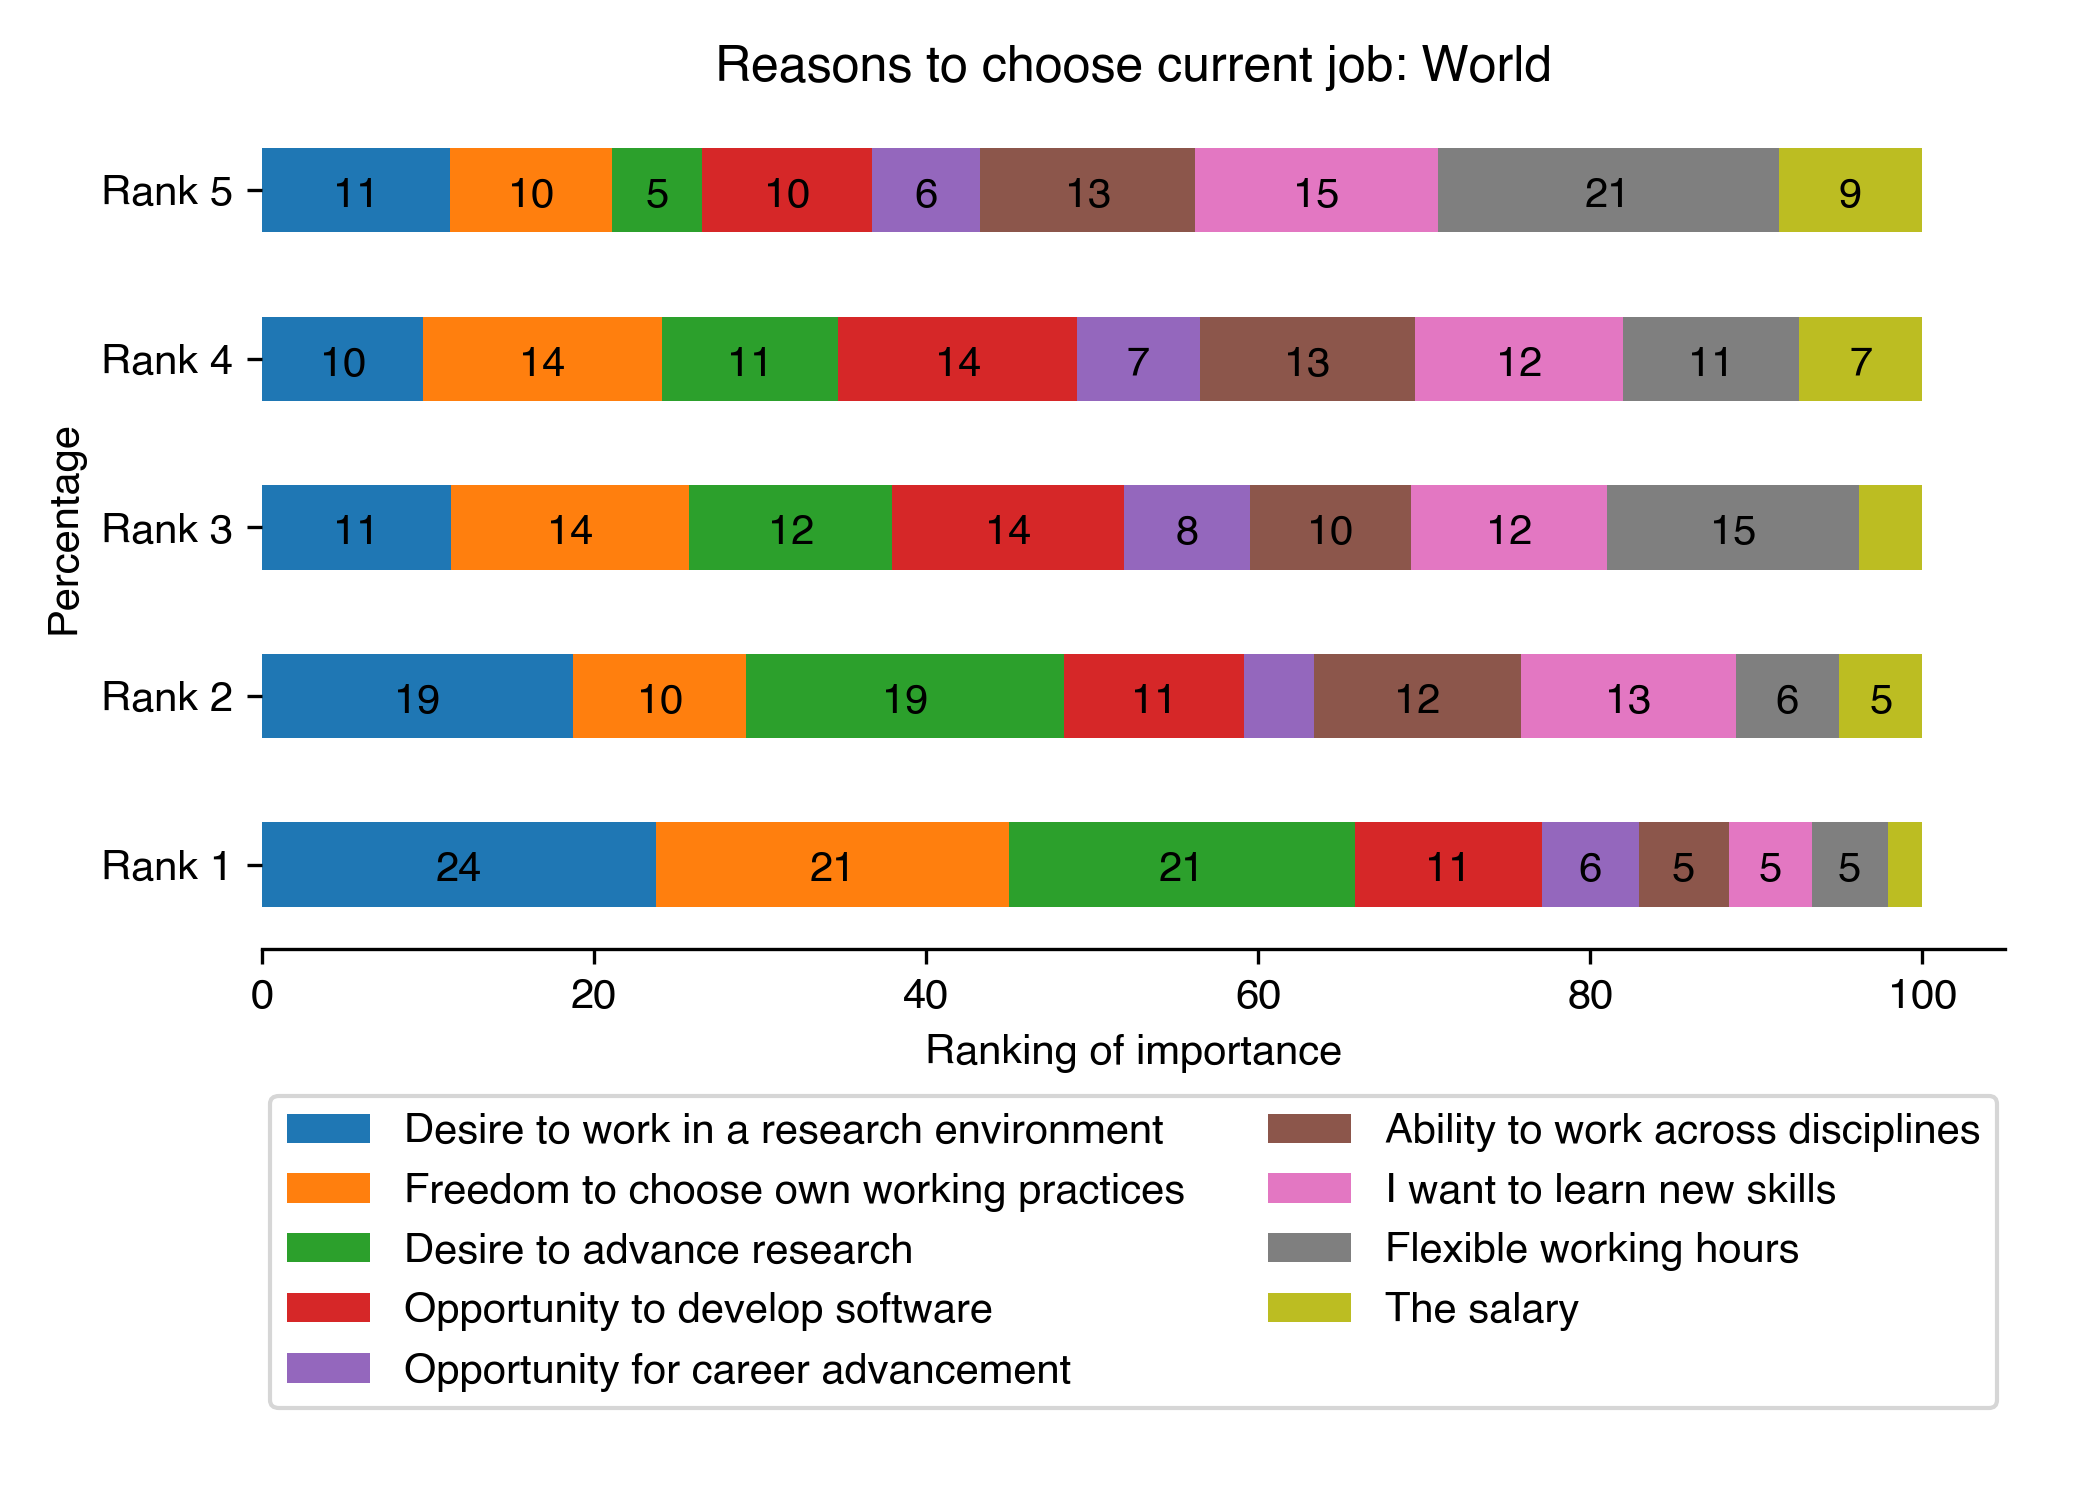 Reasons to choose current job: World
Rank 5 11 10 5 10 6 13 15 21 9
Rank 4 10 14 11 14 7 13 12 11 7
Rank 3 11 14 12 14 8 10 12 15
Rank 2 19 10 19 11 12 13 6 5
Rank 1 24 21 21 11 6 5 5 5
Percentage
0 20 40 60 80 100
Ranking of importance
Desire to work in a research environment
Freedom to choose own working practices
Desire to advance research
Opportunity to develop software
Opportunity for career advancement
Ability to work across disciplines
I want to learn new skills
Flexible working hours
The salary